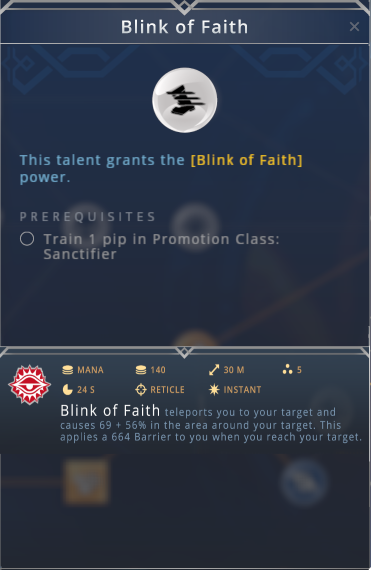 Blink of Faith
This talent grants the [Blink of Faith]
power.
PREREQUISITES
Train 1 pip in Promotion Class:
Sanctifier
MANA 140 30 M 5
24 S RETICLE INSTANT
Blink of Faith teleports you to your target and
causes 69 + 56% in the area around your target. This
applies a 664 Barrier to you when you reach your target.